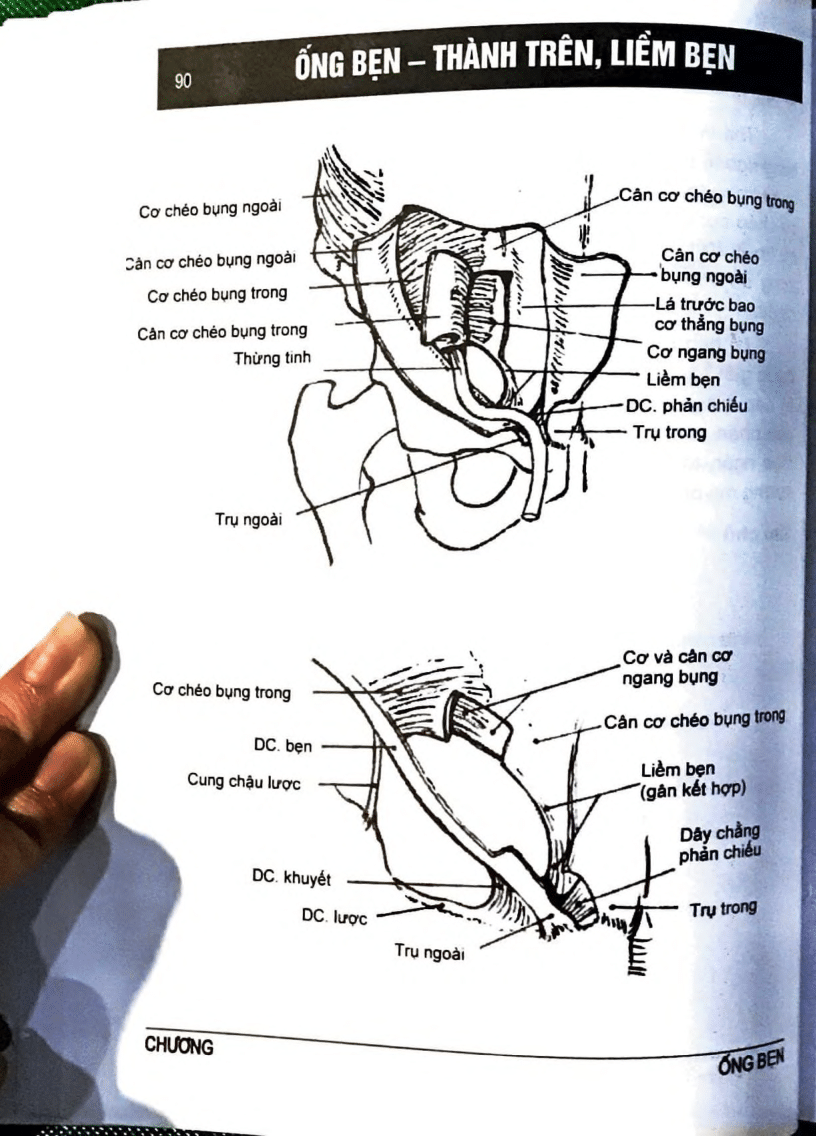 90
ỐNG BẸN – THÀNH TRÊN, LIỀM BẸN
Cơ chéo bụng ngoài
Cân cơ chéo bụng ngoài
Cơ chéo bụng trong
Cân cơ chéo bụng trong
Thừng tinh
Trụ ngoài
Cân cơ chéo bụng trong
Cân cơ chéo
bụng ngoài
Lá trước bao
cơ thẳng bụng
Cơ ngang bụng
Liềm bẹn
DC. phản chiếu
Trụ trong
Cơ chéo bụng trong
DC. bẹn
Cung chậu lược
DC. khuyết
DC. lược
Trụ ngoài
Cơ và cân cơ
ngang bụng
Cân cơ chéo bụng trong
Liềm bẹn
(gân kết hợp)
Dây chằng
phản chiếu
Trụ trong
CHƯƠNG
ỐNG BẸN